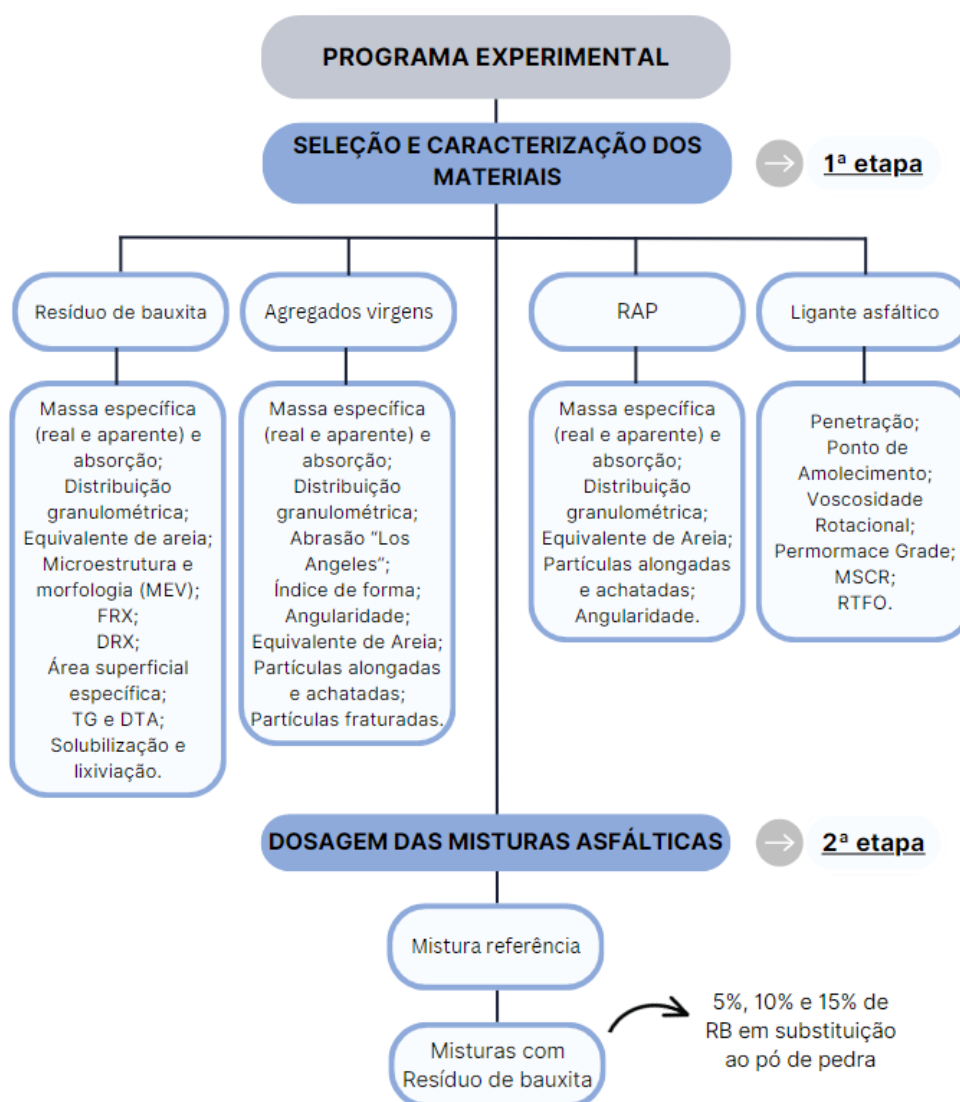 PROGRAMA EXPERIMENTAL
SELEÇÃO E CARACTERIZAÇÃO DOS
MATERIAIS
1ª etapa
Resíduo de bauxita
Massa específica
(real e aparente) e
absorção;
Distribuição
granulométrica;
Equivalente de areia;
Microestrutura e
morfologia (MEV);
FRX;
DRX;
Área superficial
específica;
TG e DTA;
Solubilização e
lixiviação.
Agregados virgens
Massa específica
(real e aparente) e
absorção;
Distribuição
granulométrica;
Abrasão “Los
Angeles”;
Índice de forma;
Angularidade;
Equivalente de Areia;
Partículas alongadas
e achatadas;
Partículas fraturadas.
RAP
Massa específica
(real e aparente) e
absorção;
Distribuição
granulométrica;
Equivalente de Areia;
Partículas alongadas
e achatadas;
Angularidade.
Ligante asfáltico
Penetração;
Ponto de
Amolecimento;
Voscosidade
Rotacional;
Permormace Grade;
MSCR;
RTFO.
DOSAGEM DAS MISTURAS ASFÁLTICAS
2ª etapa
Mistura referência
Misturas com
Resíduo de bauxita
5%, 10% e 15% de
RB em substituição
ao pó de pedra